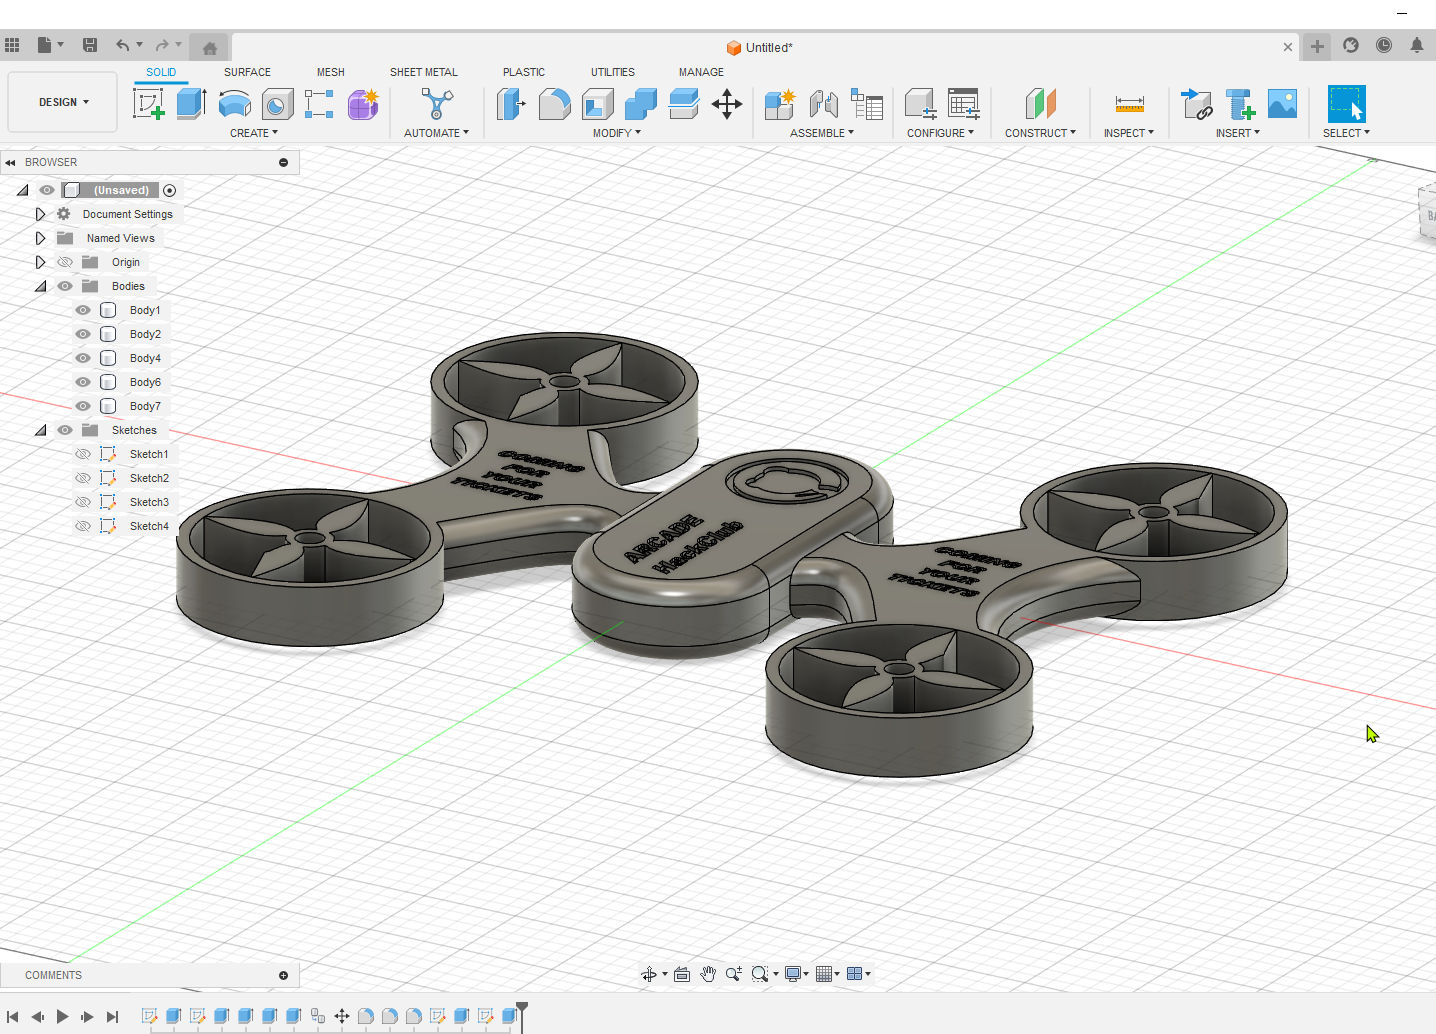 Untitled*
SOLID
SURFACE
MESH
SHEET METAL
PLASTIC
UTILITIES
MANAGE
DESIGN
CREATE
AUTOMATE
MODIFY
ASSEMBLE
CONFIGURE
CONSTRUCT
INSPECT
INSERT
SELECT
BROWSER
(Unsaved)
Document Settings
Named Views
Origin
Bodies
Body1
Body2
Body4
Body6
Body7
Sketches
Sketch1
Sketch2
Sketch3
Sketch4
COMING
FOR
YOUR
TICKETS
ARCADE
HackClub
COMING
FOR
YOUR
TICKETS
COMMENTS